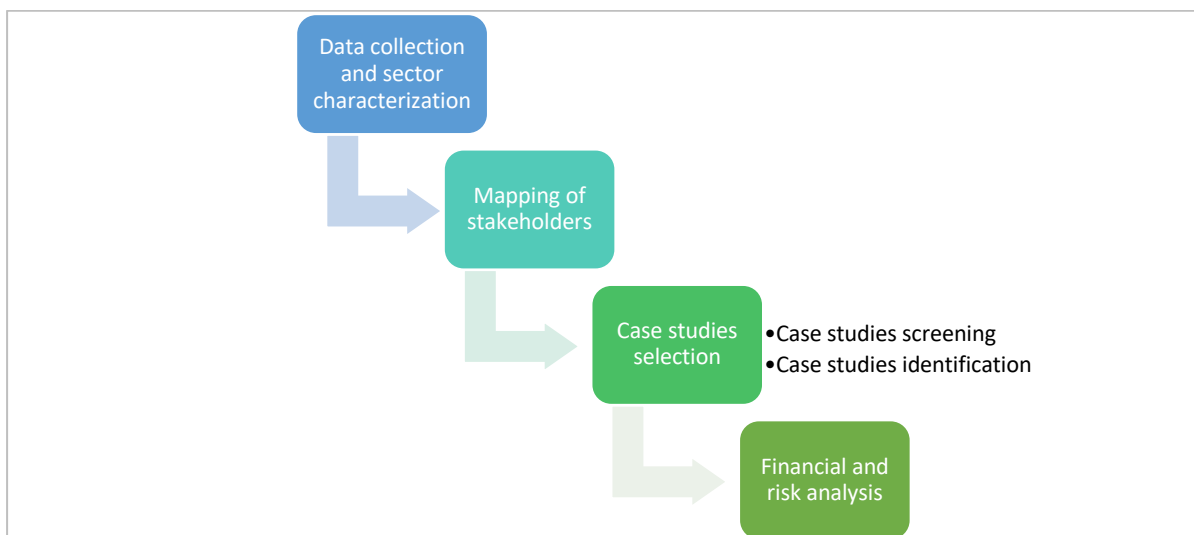 Data collection
and sector
characterization
Mapping of
stakeholders
Case studies
selection
•Case studies screening
•Case studies identification
Financial and
risk analysis